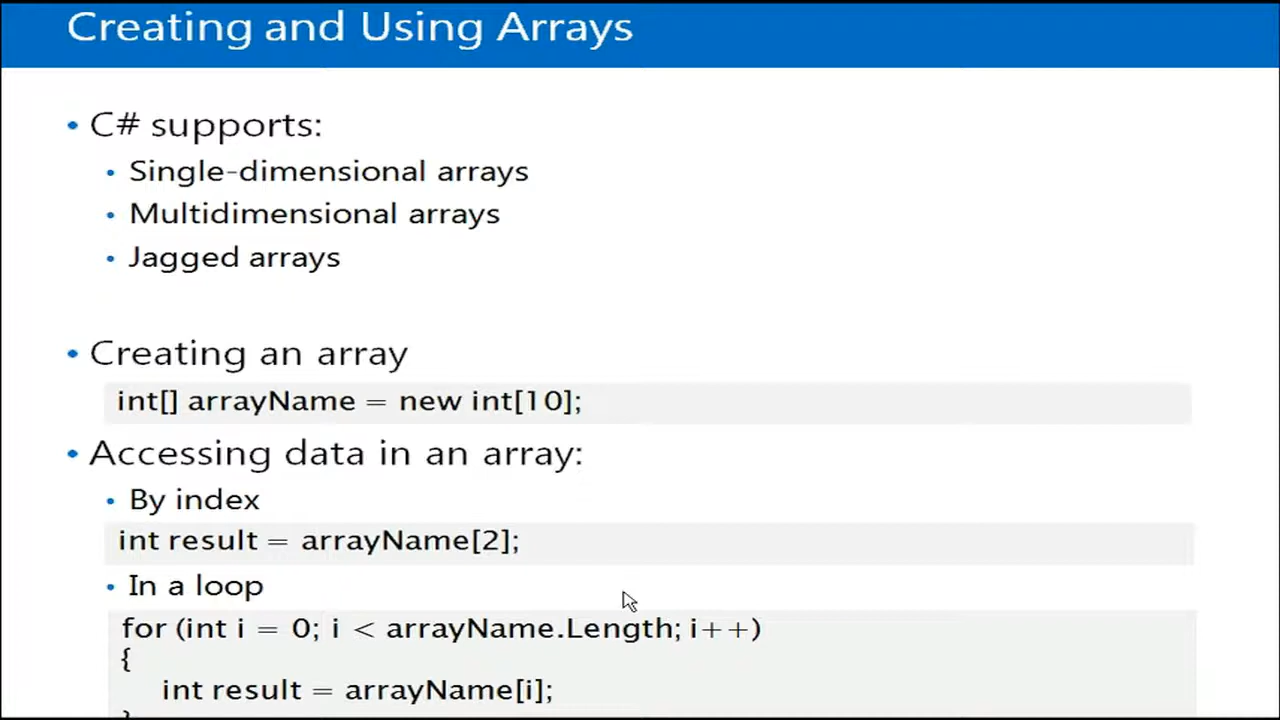 Creating and Using Arrays
• C# supports:
• Single-dimensional arrays
• Multidimensional arrays
• Jagged arrays
• Creating an array
int[] arrayName = new int[10];
• Accessing data in an array:
• By index
int result = arrayName[2];
• In a loop
for (int i = 0; i < arrayName.Length; i++)
{
int result = arrayName[i];
}